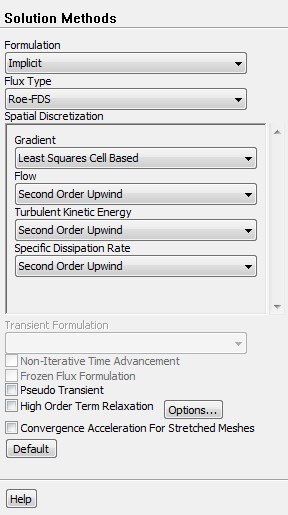 Solution Methods
Formulation
Implicit
Flux Type
Roe-FDS
Spatial Discretization
Gradient
Least Squares Cell Based
Flow
Second Order Upwind
Turbulent Kinetic Energy
Second Order Upwind
Specific Dissipation Rate
Second Order Upwind
Transient Formulation
Non-Iterative Time Advancement
Frozen Flux Formulation
Pseudo Transient
High Order Term Relaxation Options...
Convergence Acceleration For Stretched Meshes
Default
Help